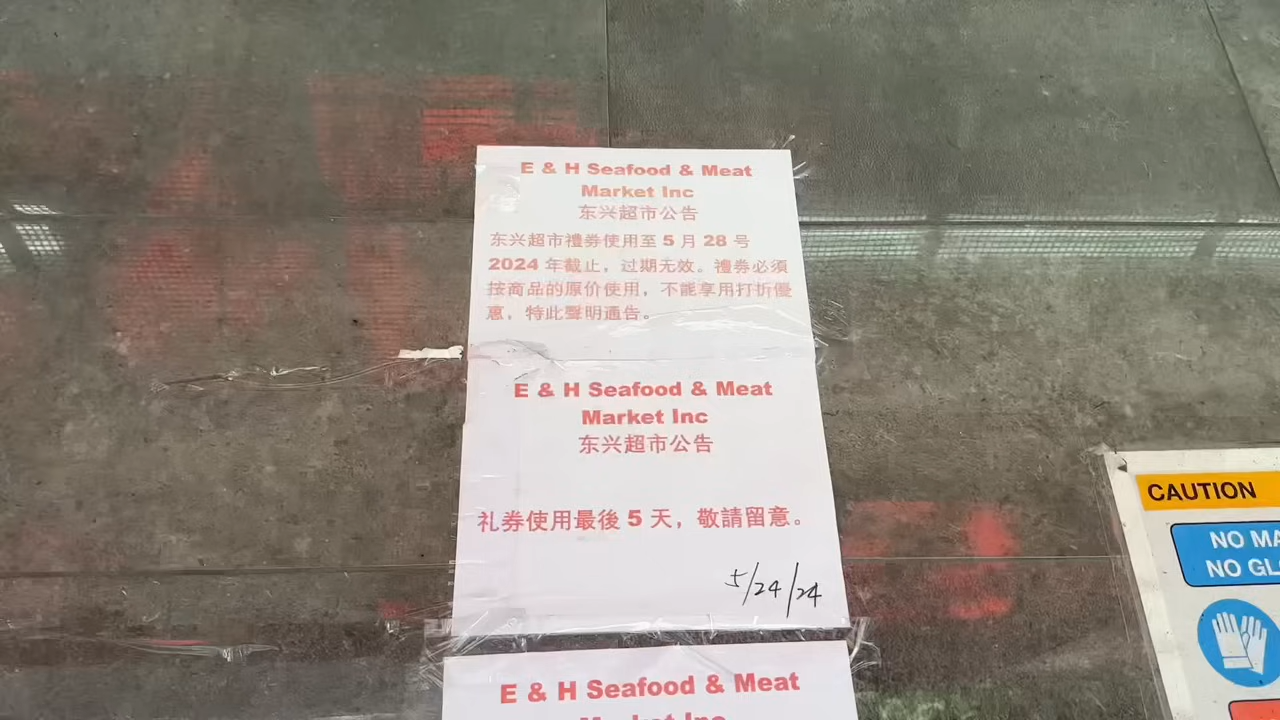 E & H Seafood & Meat
Market Inc
东兴超市公告
东兴超市禮券使用至 5 月 28 号
2024 年截止，过期无效。禮券必須
按商品的原价使用，不能享用打折優
惠，特此聲明通告。
E & H Seafood & Meat
Market Inc
东兴超市公告
礼券使用最後 5 天，敬請留意。
5/24/24
E & H Seafood & Meat
Market Inc
CAUTION
NO
NO